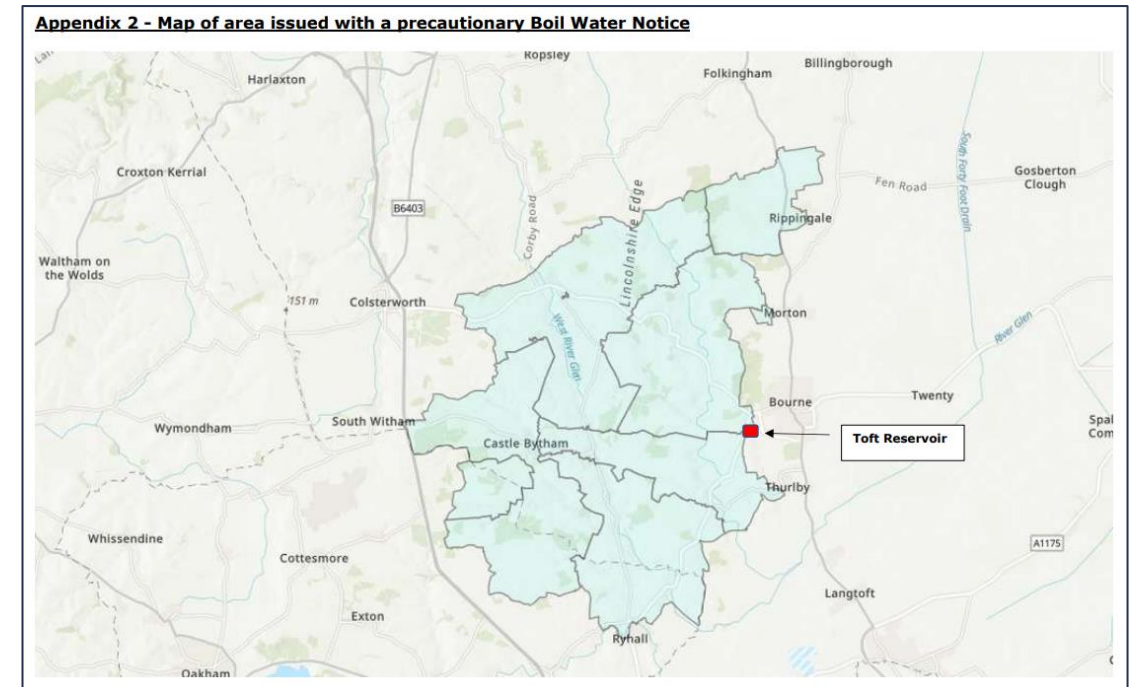 Appendix 2 - Map of area issued with a precautionary Boil Water Notice
Ropsley
Billingborough
Folkingham
Harlaxton
Croxton Kerrial
Gosberton
Clough
South Forty Foot Drain
Fen Road
B6403
Corby Road
Lincolnshire Edge
Rippingale
Waltham on
the Wolds
151 m
Colsterworth
Morton
West River Glen
River Glen
Twenty
Bourne
South Witham
Wymondham
Castle Bytham
Toft Reservoir
Thurlby
Whissendine
A1175
Cottesmore
Langtoft
Exton
Ryhall
Oakham